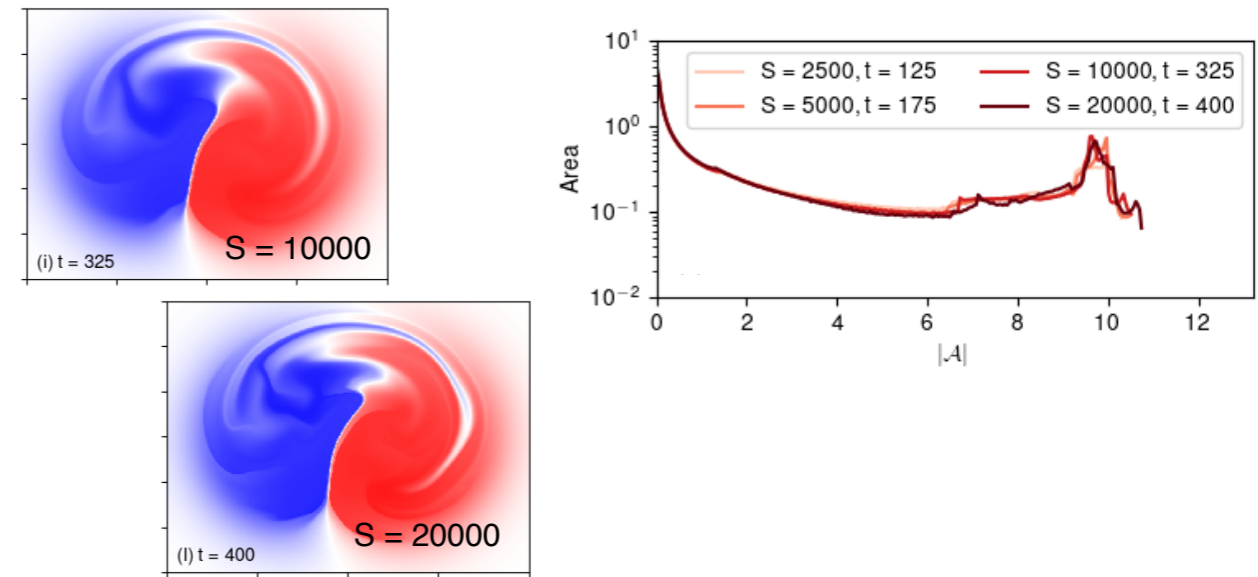 S = 10000
(i) t = 325
S = 20000
(l) t = 400
10¹
10⁰
10⁻¹
10⁻²
Area
S = 2500, t = 125
S = 5000, t = 175
S = 10000, t = 325
S = 20000, t = 400
0 2 4 6 8 10 12
|𝒜|